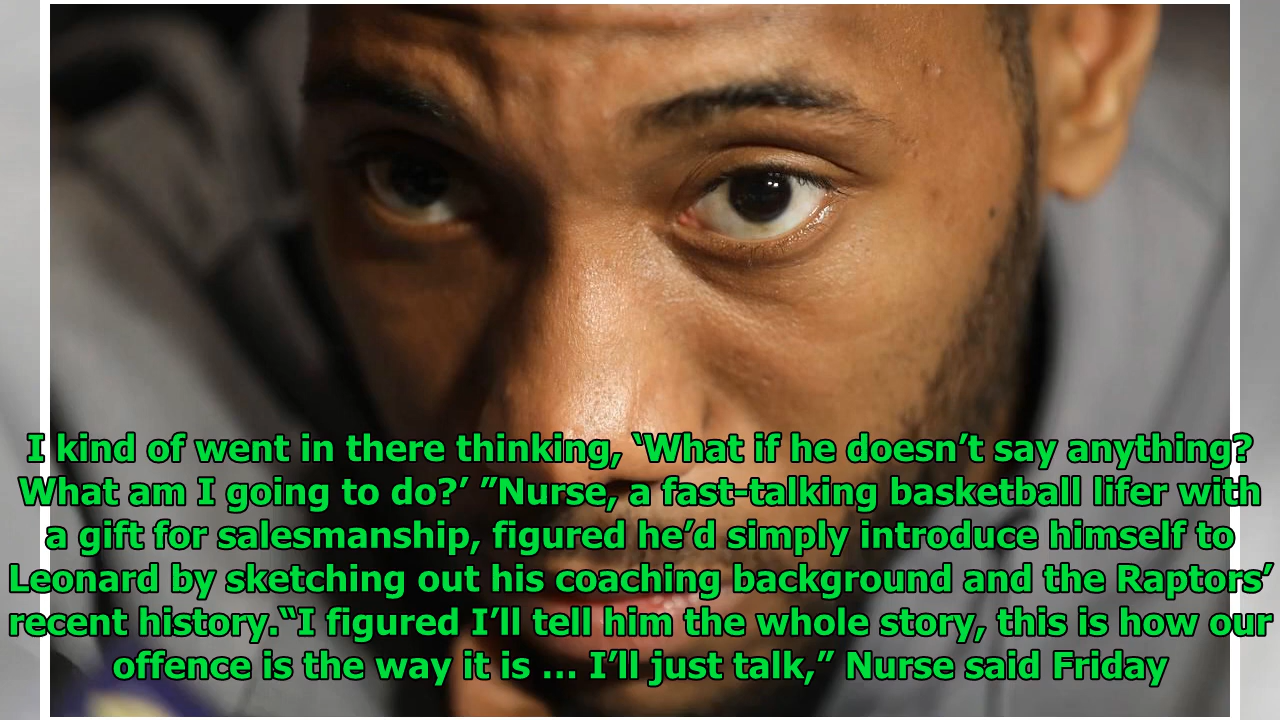 I kind of went in there thinking, ‘What if he doesn’t say anything?
What am I going to do?’ ”Nurse, a fast-talking basketball lifer with
a gift for salesmanship, figured he’d simply introduce himself to
Leonard by sketching out his coaching background and the Raptors’
recent history.“I figured I’ll tell him the whole story, this is how our
offence is the way it is ... I’ll just talk,” Nurse said Friday